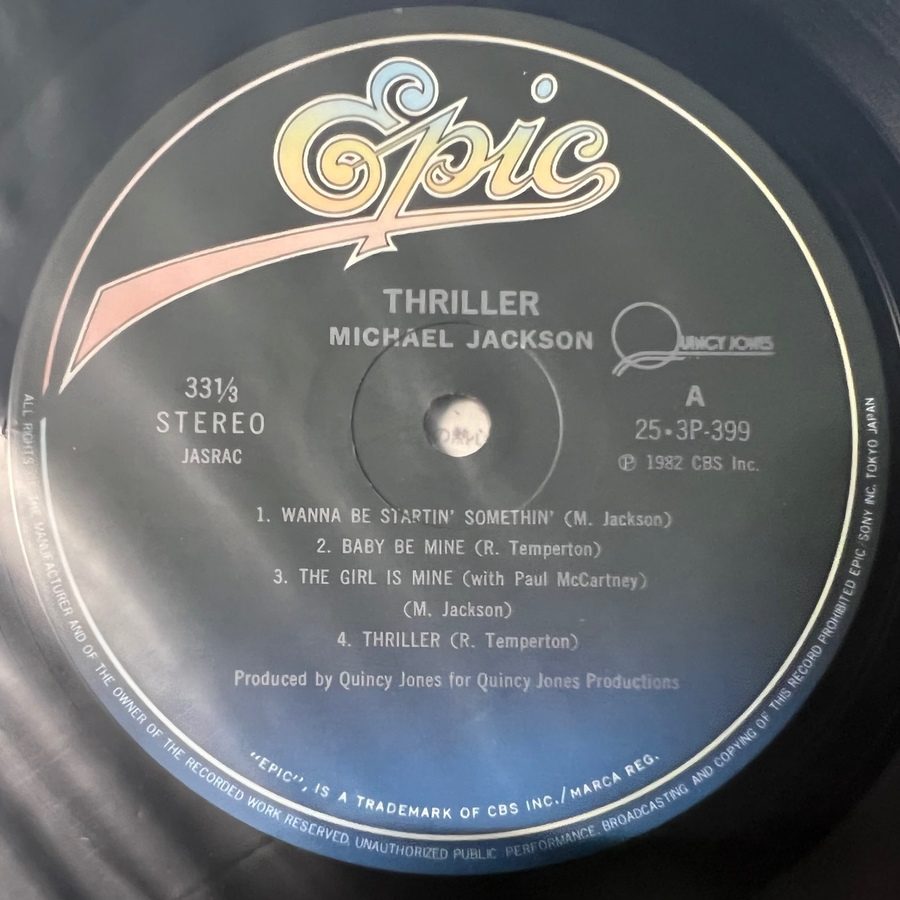 Epic
THRILLER
MICHAEL JACKSON
QUINCY JONES
33⅓
STEREO
JASRAC
A
25・3P-399
Ⓟ 1982 CBS Inc.
1. WANNA BE STARTIN' SOMETHIN' (M. Jackson)
2. BABY BE MINE (R. Temperton)
3. THE GIRL IS MINE (with Paul McCartney)
(M. Jackson)
4. THRILLER (R. Temperton)
Produced by Quincy Jones for Quincy Jones Productions
"EPIC", IS A TRADEMARK OF CBS INC./MARCA REG.
ALL RIGHTS OF THE MANUFACTURER AND OF THE OWNER OF THE RECORDED WORK RESERVED. UNAUTHORIZED PUBLIC PERFORMANCE. BROADCASTING AND COPYING OF THIS RECORD PROHIBITED EPIC/SONY INC. TOKYO JAPAN